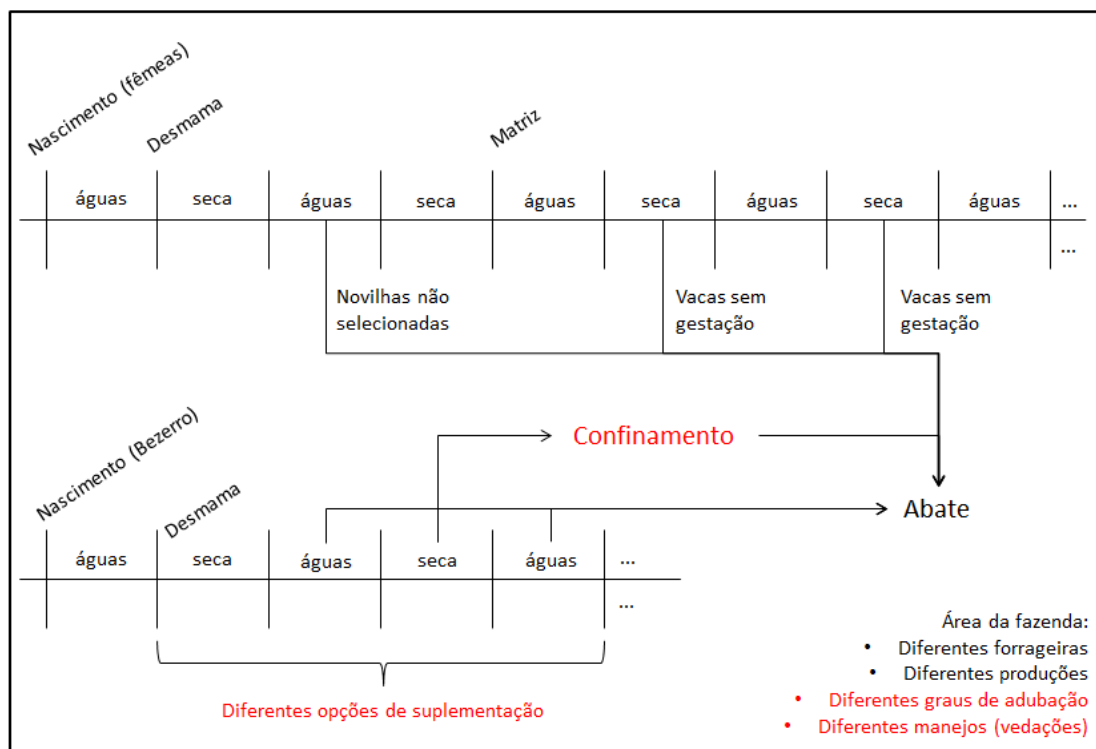 Nascimento (fêmeas)
Desmama
Matriz
águas
seca
águas
seca
águas
seca
águas
seca
águas
...
...
Novilhas não
selecionadas
Vacas sem
gestação
Vacas sem
gestação
Confinamento
Nascimento (Bezerro)
Desmama
Abate
águas
seca
águas
seca
águas
...
...
Diferentes opções de suplementação
Área da fazenda:
• Diferentes forrageiras
• Diferentes produções
• Diferentes graus de adubação
• Diferentes manejos (vedações)